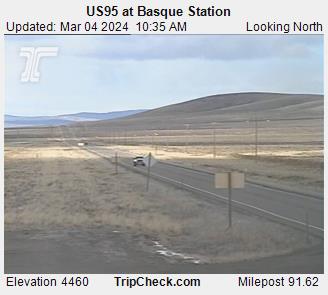 US95 at Basque Station
Updated: Mar 04 2024 10:35 AM Looking North
Elevation 4460 TripCheck.com Milepost 91.62